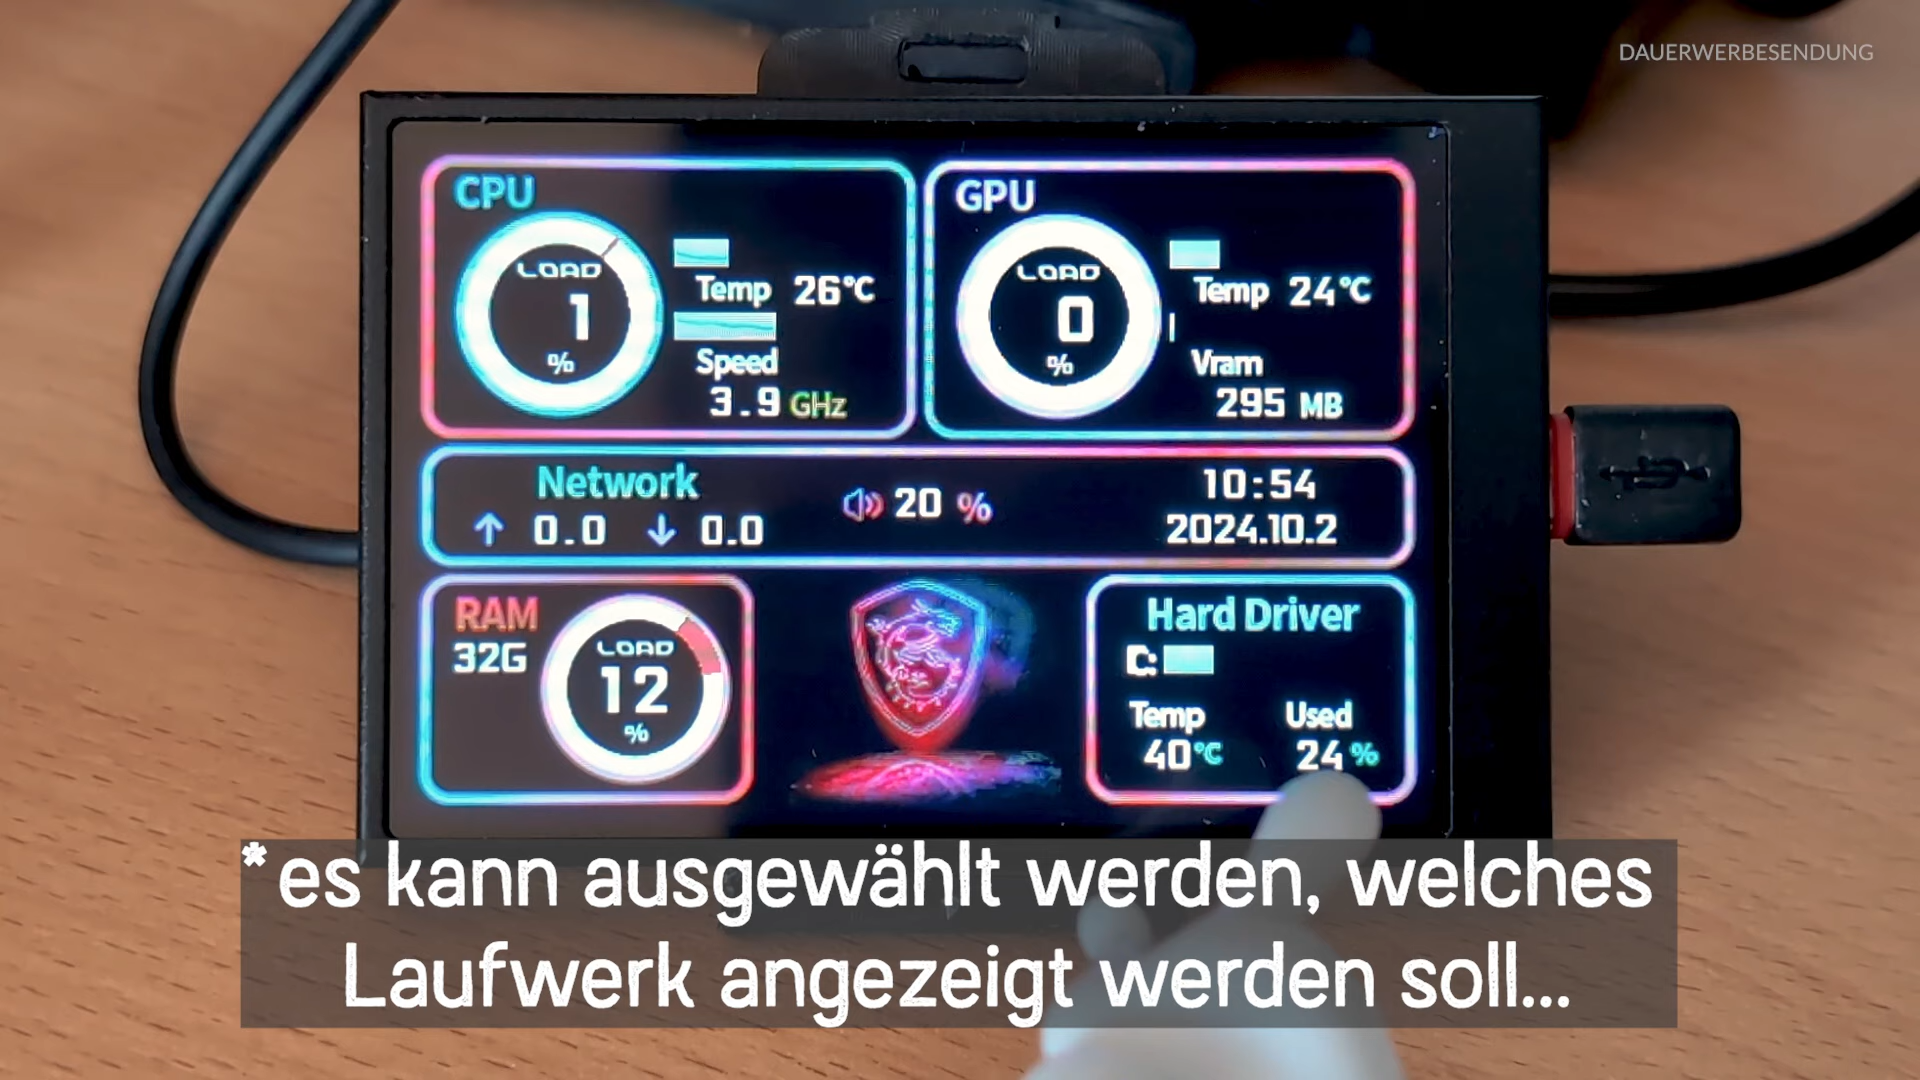 DAUERWERBESENDUNG
CPU
LOAD
1
%
Temp 26°C
Speed
3.9 GHz
GPU
LOAD
0
%
Temp 24°C
Vram
295 MB
Network
↑ 0.0 ↓ 0.0
20 %
10:54
2024.10.2
RAM
32G
LOAD
12
%
Hard Driver
C:
Temp Used
40°C 24%
*es kann ausgewählt werden, welches
Laufwerk angezeigt werden soll...